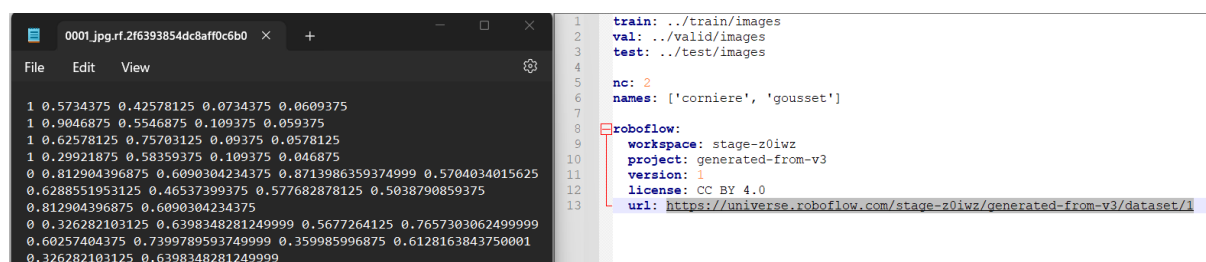 0001_jpg.rf.2f6393854dc8aff0c6b0
File Edit View
1 0.5734375 0.42578125 0.0734375 0.0609375
1 0.9046875 0.5546875 0.109375 0.059375
1 0.62578125 0.75703125 0.09375 0.0578125
1 0.29921875 0.58359375 0.109375 0.046875
0 0.812904396875 0.6090304234375 0.8713986359374999 0.5704034015625
0.6288551953125 0.46537399375 0.577682878125 0.5038790859375
0.812904396875 0.6090304234375
0 0.326282103125 0.6398348281249999 0.5677264125 0.7657303062499999
0.60257404375 0.7399789593749999 0.359985996875 0.6128163843750001
0.326282103125 0.6398348281249999
1 train: ../train/images
2 val: ../valid/images
3 test: ../test/images
4
5 nc: 2
6 names: ['corniere', 'gousset']
7
8 roboflow:
9 workspace: stage-z0iwz
10 project: generated-from-v3
11 version: 1
12 license: CC BY 4.0
13 url: https://universe.roboflow.com/stage-z0iwz/generated-from-v3/dataset/1